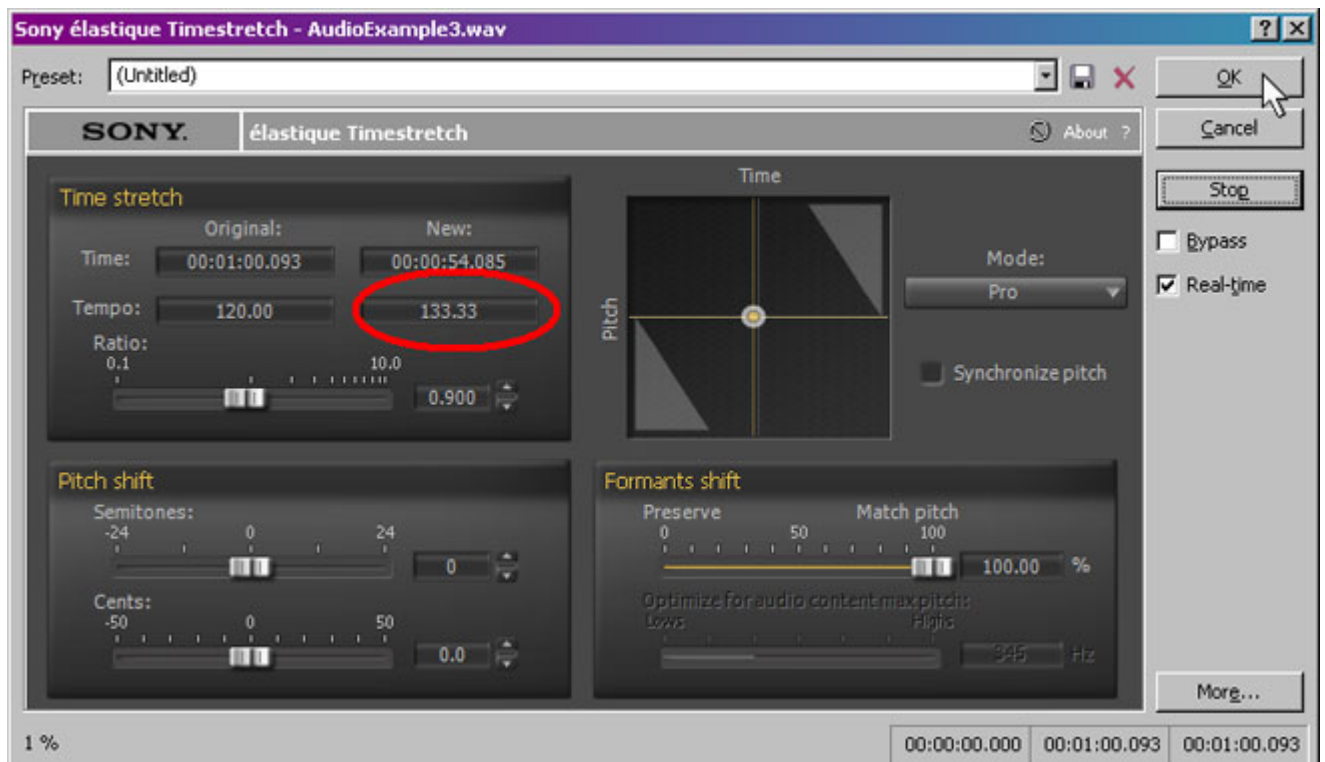 Sony élastique Timestretch - AudioExample3.wav
Preset: (Untitled)
OK
Cancel
Stop
Bypass
Real-time
More...
SONY. élastique Timestretch About ?
Time stretch
Original: New:
Time: 00:01:00.093 00:00:54.085
Tempo: 120.00 133.33
Ratio:
0.1 10.0
0.900
Time
Pitch
Mode:
Pro
Synchronize pitch
Pitch shift
Semitones:
-24 0 24
0
Cents:
-50 0 50
0.0
Formants shift
Preserve Match pitch
0 50 100
100.00 %
Optimize for audio content max pitch:
Lows Highs
345 Hz
1 % 00:00:00.000 00:01:00.093 00:01:00.093